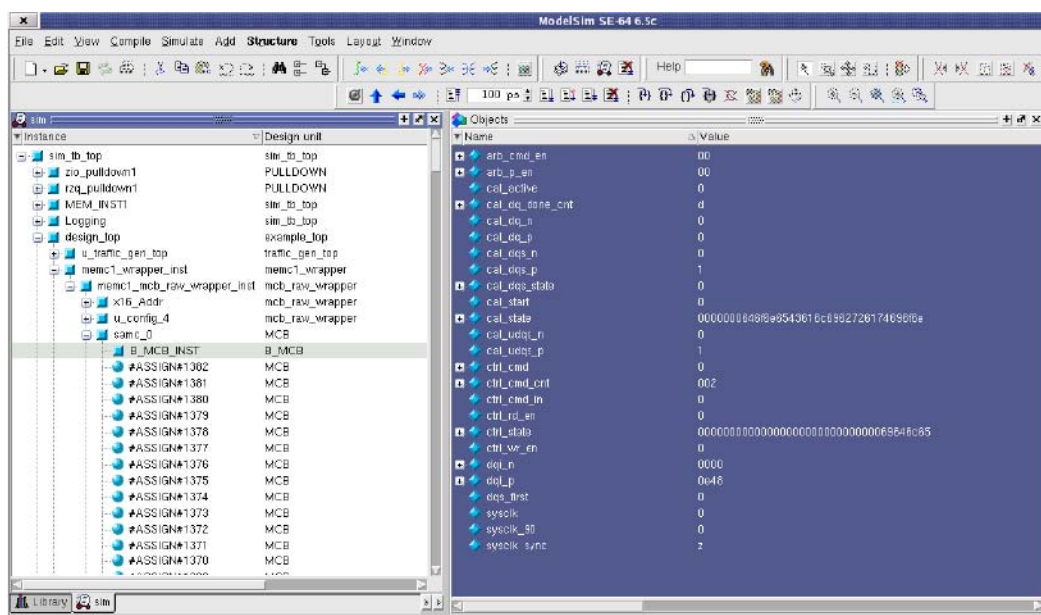 ModelSim SE-64 6.5c
File Edit View Compile Simulate Add Structure Tools Layout Window
Help
100 ps
sim
Instance Design unit
sim_tb_top sim_tb_top
zio_pulldown1 PULLDOWN
rzq_pulldown1 PULLDOWN
MEM_INST1 sim_tb_top
Logging sim_tb_top
design_top example_top
u_traffic_gen_top traffic_gen_top
memc1_wrapper_inst memc1_wrapper
memc1_mcb_raw_wrapper_inst mcb_raw_wrapper
x16_Addr mcb_raw_wrapper
u_config_4 mcb_raw_wrapper
samc_0 MCB
B_MCB_INST B_MCB
#ASSIGN#1382 MCB
#ASSIGN#1381 MCB
#ASSIGN#1380 MCB
#ASSIGN#1379 MCB
#ASSIGN#1378 MCB
#ASSIGN#1377 MCB
#ASSIGN#1376 MCB
#ASSIGN#1375 MCB
#ASSIGN#1374 MCB
#ASSIGN#1373 MCB
#ASSIGN#1372 MCB
#ASSIGN#1371 MCB
#ASSIGN#1370 MCB
Library sim
Objects
Name Value
arb_cmd_en 00
arb_p_en 00
cal_active 0
cal_dq_done_cnt d
cal_dq_n 0
cal_dq_p 0
cal_dqs_n 0
cal_dqs_p 1
cal_dqs_state 0
cal_start 0
cal_state
cal_udqs_n 0
cal_udqs_p 1
ctrl_cmd 0
ctrl_cmd_cnt 002
ctrl_cmd_in 0
ctrl_rd_en 0
ctrl_state
ctrl_wr_en 0
dqi_n 0000
dqi_p 0e48
dqs_first 0
sysclk 0
sysclk_90 0
sysclk_sync z